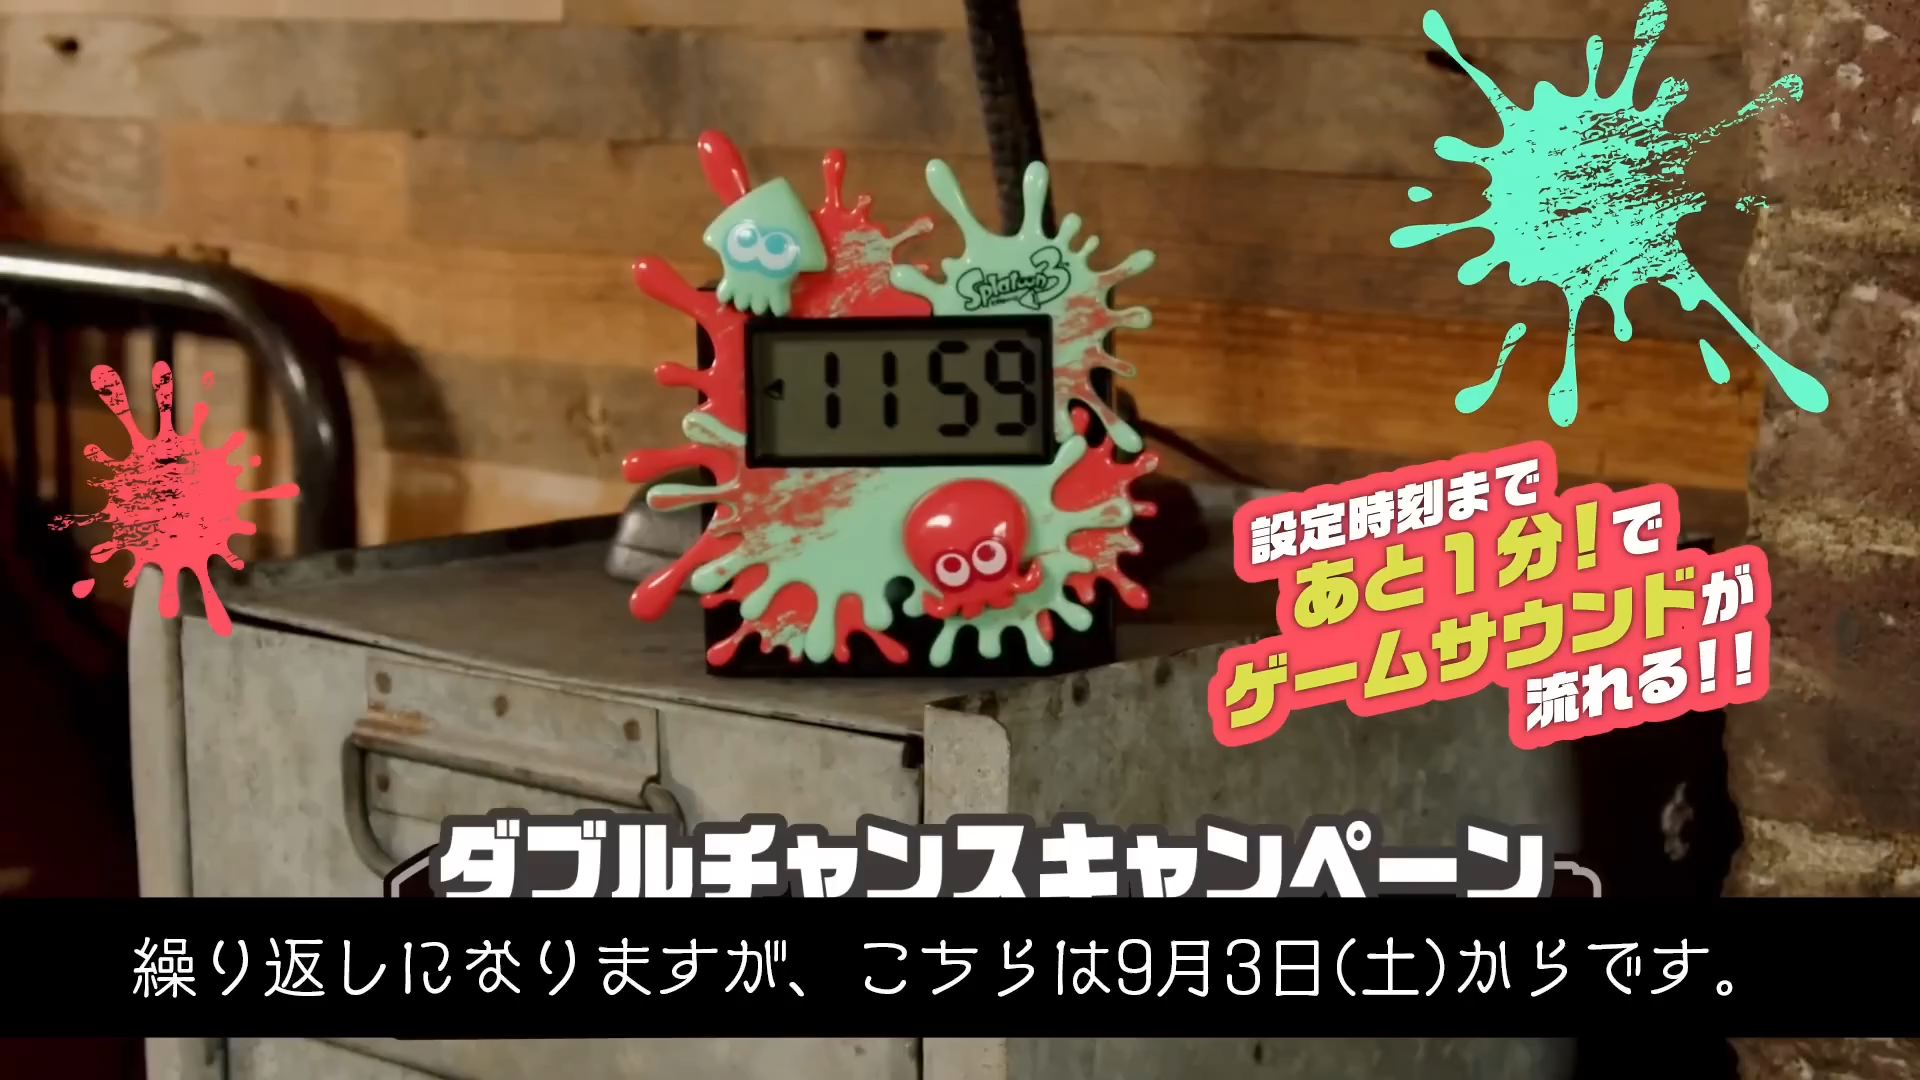 Splatoon3
11 59
設定時刻まで
あと1分!で
ゲームサウンドが
流れる!!
ダブルチャンスキャンペーン
繰り返しになりますが、こちらは9月3日(土)からです。